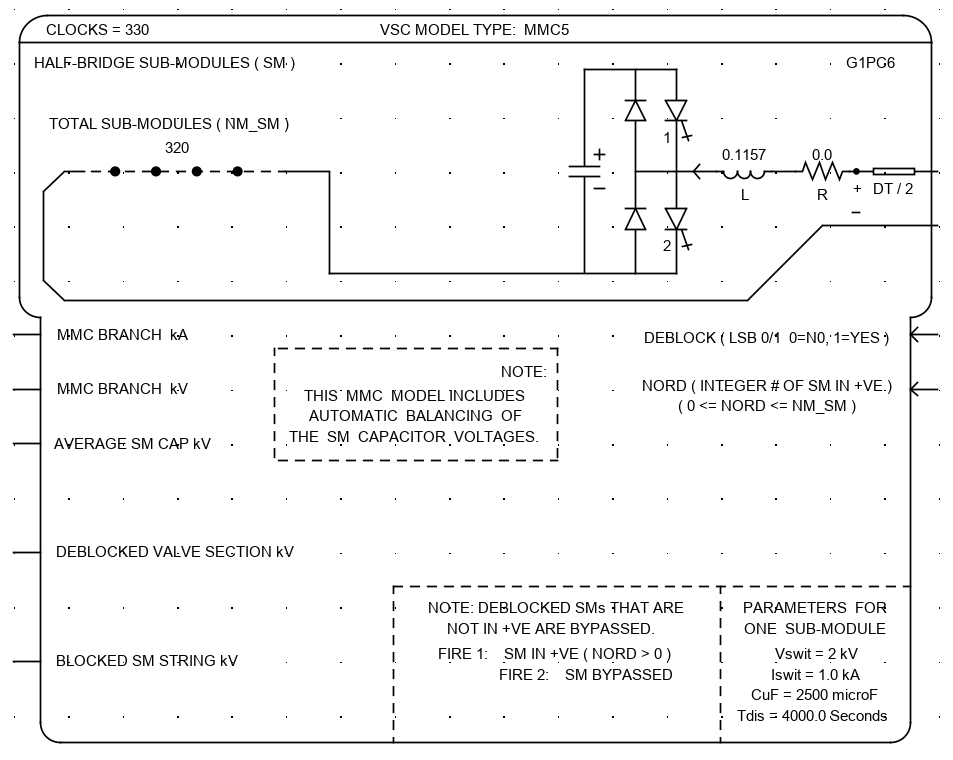 CLOCKS = 330
VSC MODEL TYPE: MMC5
HALF-BRIDGE SUB-MODULES ( SM )
G1PG6
TOTAL SUB-MODULES ( NM_SM )
320
+
1
0.1157
0.0
L
R
+
DT / 2
−
−
2
MMC BRANCH kA
DEBLOCK ( LSB 0/1 0=N0, 1=YES )
NOTE:
MMC BRANCH kV
NORD ( INTEGER # OF SM IN +VE )
THIS MMC MODEL INCLUDES
( 0 <= NORD <= NM_SM )
AUTOMATIC BALANCING OF
THE SM CAPACITOR VOLTAGES.
AVERAGE SM CAP kV
DEBLOCKED VALVE SECTION kV
NOTE: DEBLOCKED SMs THAT ARE
NOT IN +VE ARE BYPASSED.
FIRE 1: SM IN +VE ( NORD > 0 )
FIRE 2: SM BYPASSED
BLOCKED SM STRING kV
PARAMETERS FOR
ONE SUB-MODULE
Vswit = 2 kV
Iswit = 1.0 kA
CuF = 2500 microF
Tdis = 4000.0 Seconds